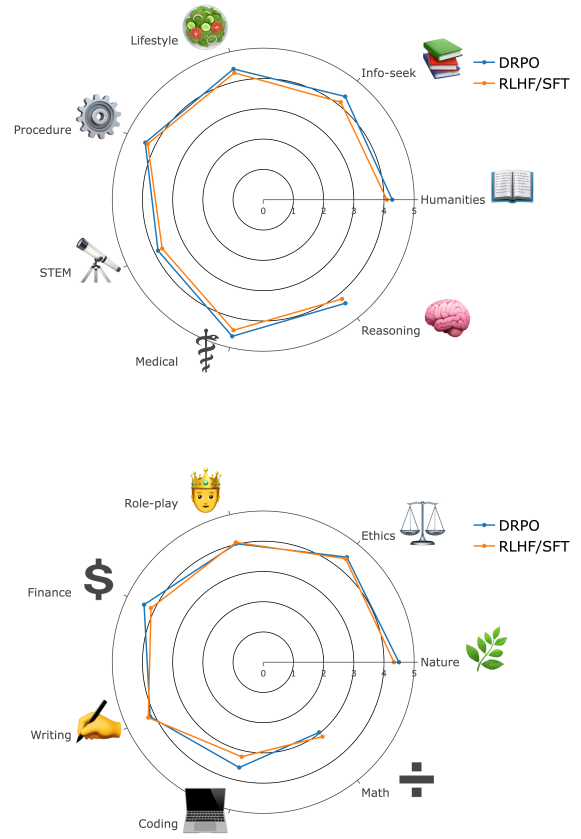 Lifestyle
Info-seek
DRPO
RLHF/SFT
Procedure
Humanities
0 1 2 3 4 5
STEM
Reasoning
Medical
Role-play
Ethics
DRPO
RLHF/SFT
Finance
$
Nature
0 1 2 3 4 5
Writing
Math
÷
Coding